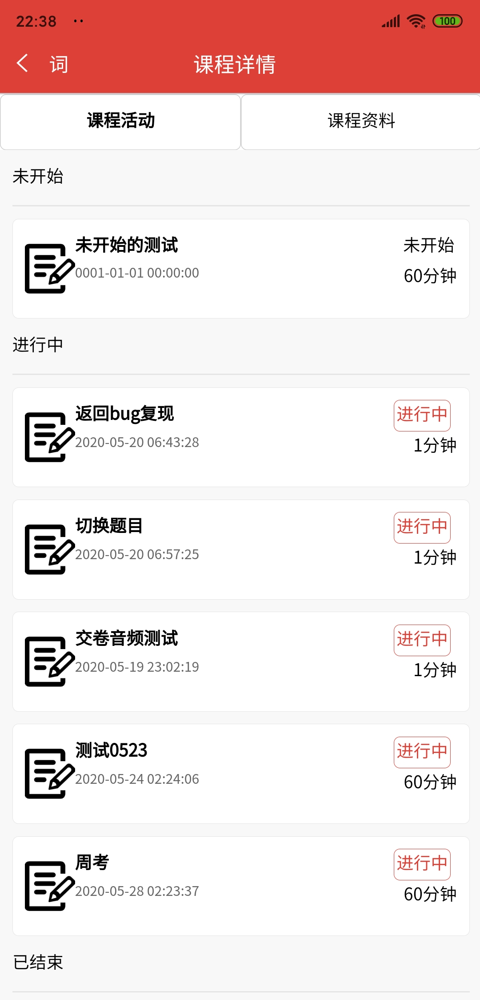 22:38
100
词
课程详情
课程活动
课程资料
未开始
未开始的测试
未开始
0001-01-01 00:00:00
60分钟
进行中
返回bug复现
进行中
2020-05-20 06:43:28
1分钟
切换题目
进行中
2020-05-20 06:57:25
1分钟
交卷音频测试
进行中
2020-05-19 23:02:19
1分钟
测试0523
进行中
2020-05-24 02:24:06
60分钟
周考
进行中
2020-05-28 02:23:37
60分钟
已结束